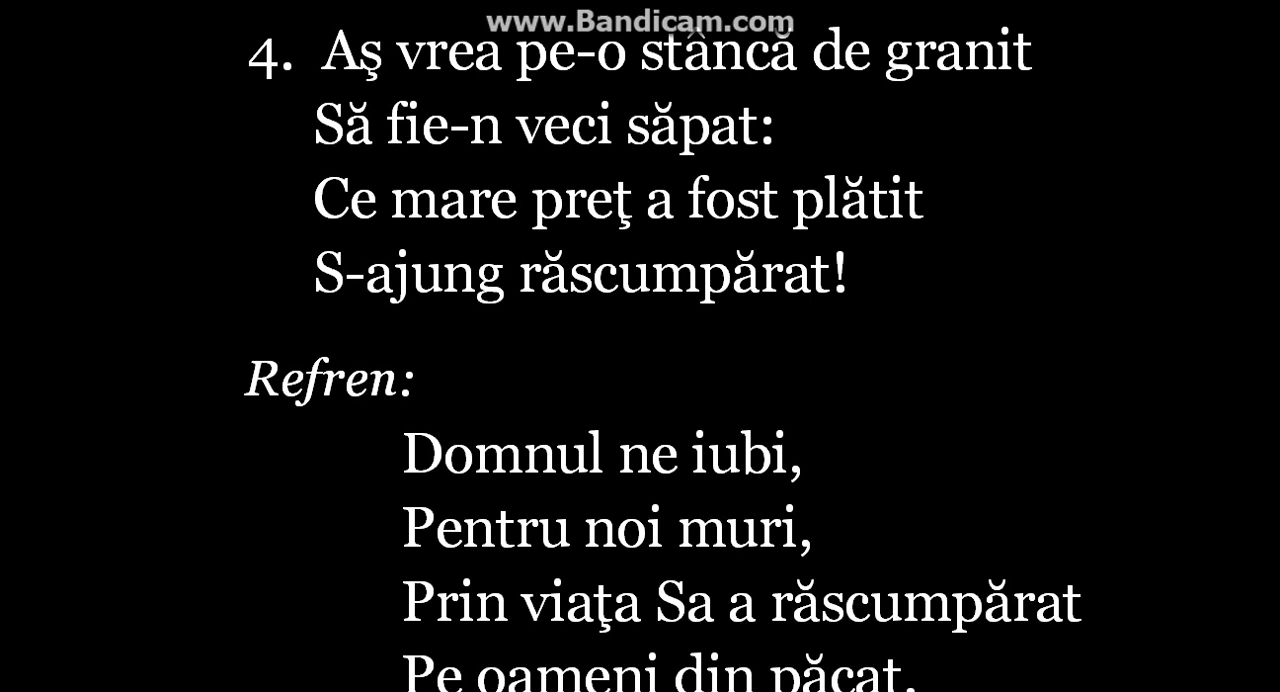 www.Bandicam.com
4. Aş vrea pe-o stâncă de granit
Să fie-n veci săpat:
Ce mare preţ a fost plătit
S-ajung răscumpărat!
Refren:
Domnul ne iubi,
Pentru noi muri,
Prin viaţa Sa a răscumpărat
Pe oameni din păcat.